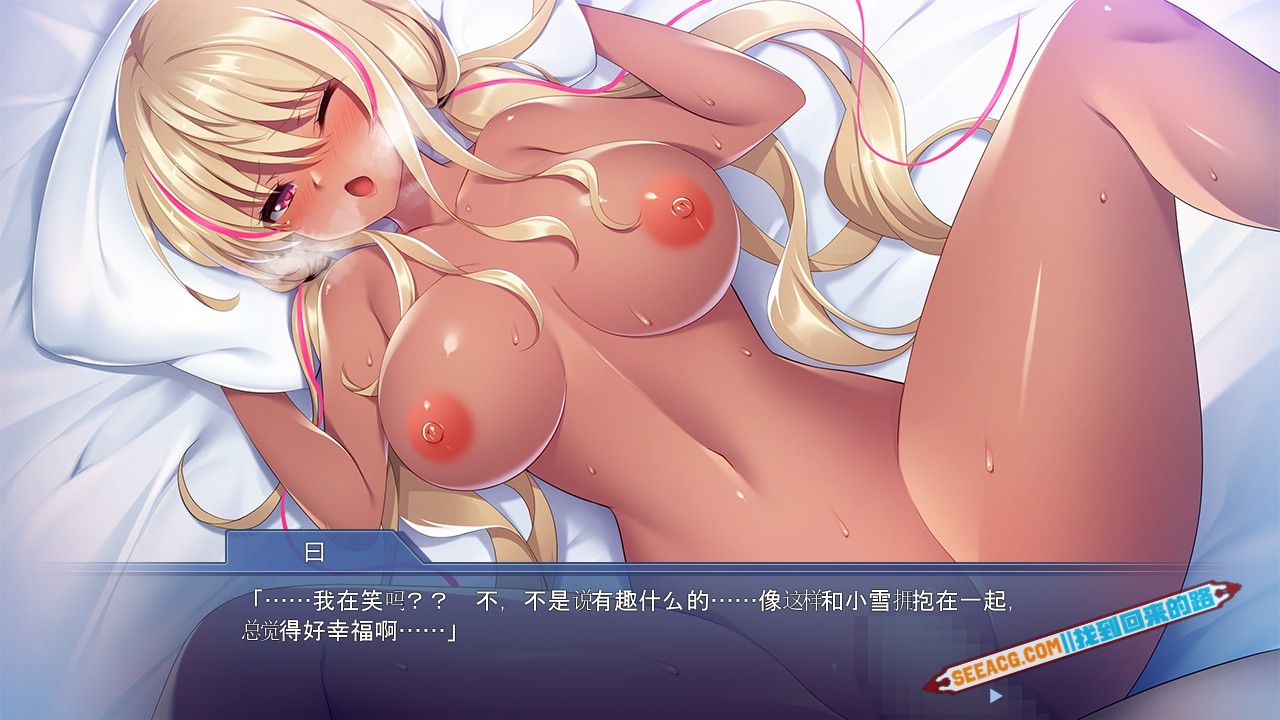 日
「……我在笑吗？？　不，不是说有趣什么的……像这样和小雪拥抱在一起，
总觉得好幸福啊……」
SEEACG.COM||找到回来的路